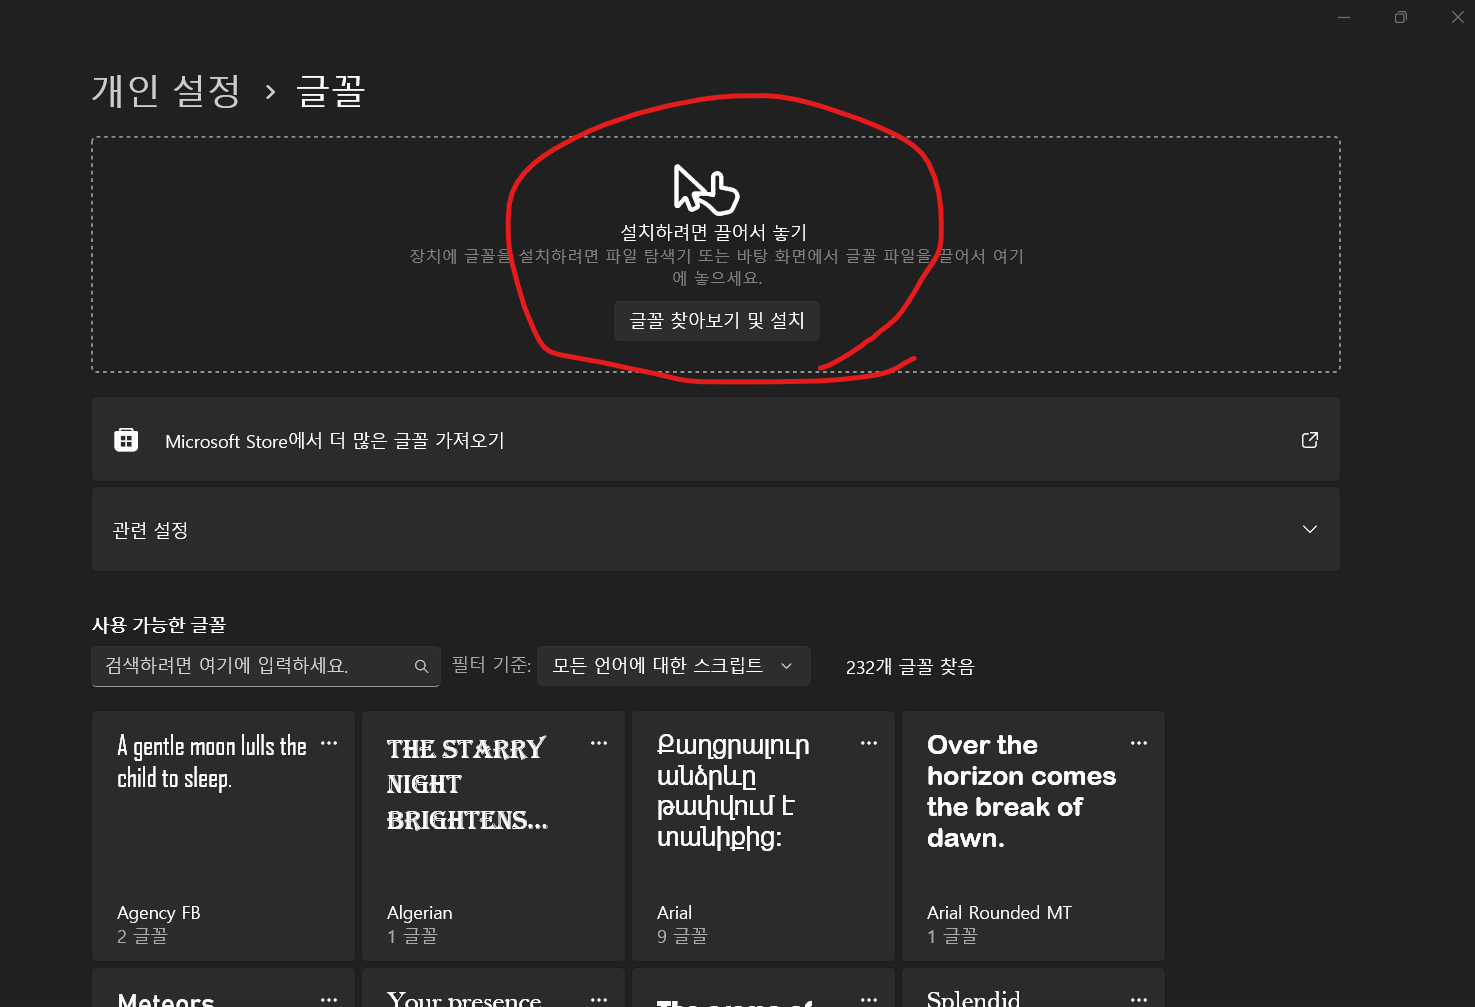 개인 설정 > 글꼴
설치하려면 끌어서 놓기
장치에 글꼴을 설치하려면 파일 탐색기 또는 바탕 화면에서 글꼴 파일을 끌어서 여기
에 놓으세요.
글꼴 찾아보기 및 설치
Microsoft Store에서 더 많은 글꼴 가져오기
관련 설정
사용 가능한 글꼴
검색하려면 여기에 입력하세요.
필터 기준: 모든 언어에 대한 스크립트
232개 글꼴 찾음
A gentle moon lulls the
child to sleep.
Agency FB
2 글꼴
THE STARRY
NIGHT
BRIGHTENS...
Algerian
1 글꼴
Քաղցրալուր
անձրևը
թափվում է
տանիքից:
Arial
9 글꼴
Over the
horizon comes
the break of
dawn.
Arial Rounded MT
1 글꼴
Meteors
Your presence
The arena of
Splendid